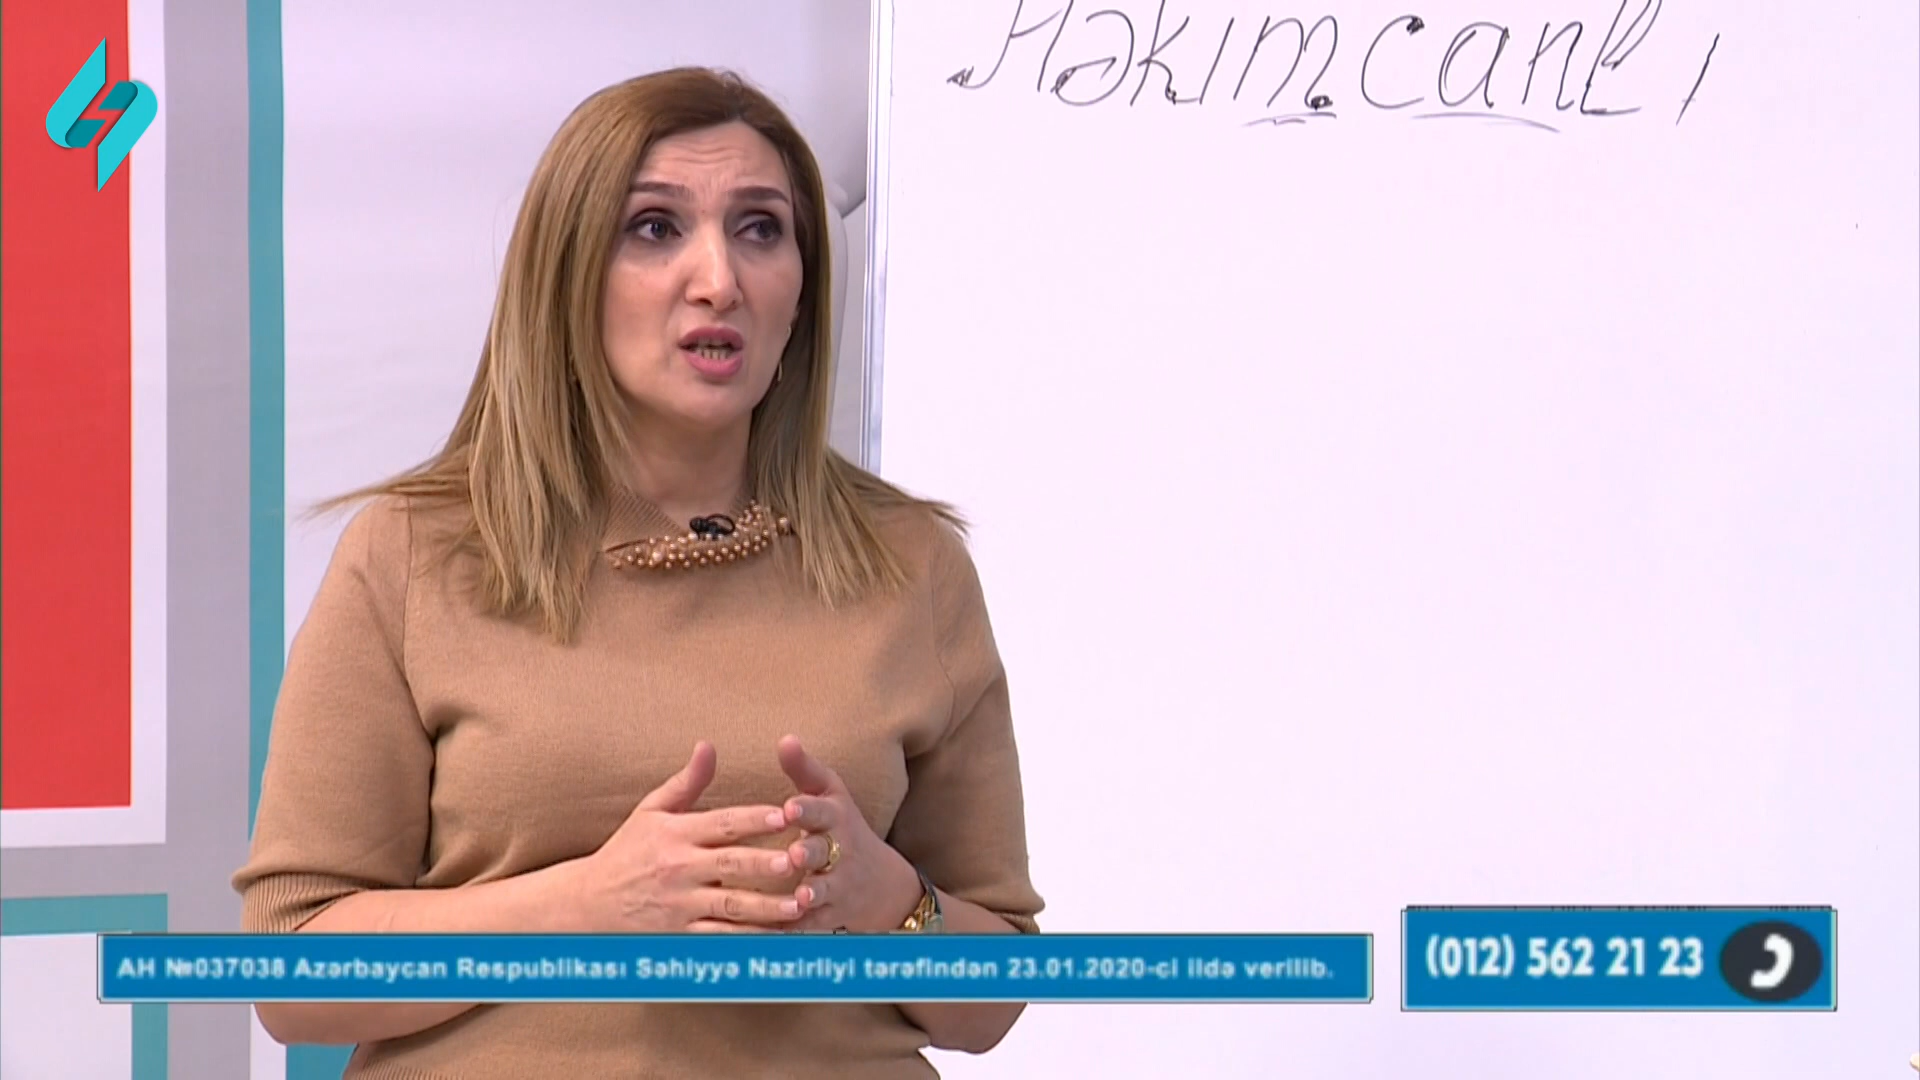 Həkimcanlı
AH №037038 Azərbaycan Respublikası Səhiyyə Nazirliyi tərəfindən 23.01.2020-ci ildə verilib.
(012) 562 21 23